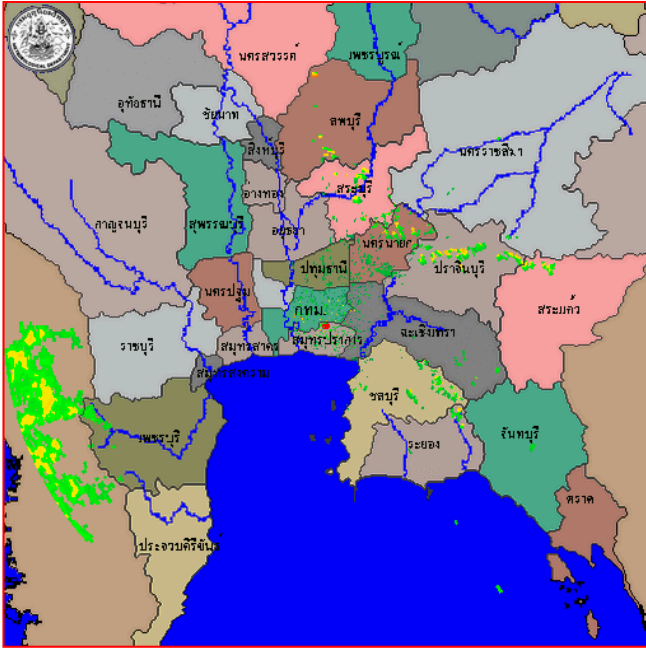 นครสวรรค์
เพชรบูรณ์
อุทัยธานี
ชัยนาท
ลพบุรี
สิงห์บุรี
นครราชสีมา
อ่างทอง
สระบุรี
กาญจนบุรี
สุพรรณบุรี
อยุธยา
นครนายก
ปทุมธานี
ปราจีนบุรี
นครปฐม
กทม.
สระแก้ว
ราชบุรี
สมุทรสาคร
สมุทรปราการ
ฉะเชิงเทรา
สมุทรสงคราม
ชลบุรี
เพชรบุรี
ระยอง
จันทบุรี
ตราด
ประจวบคีรีขันธ์